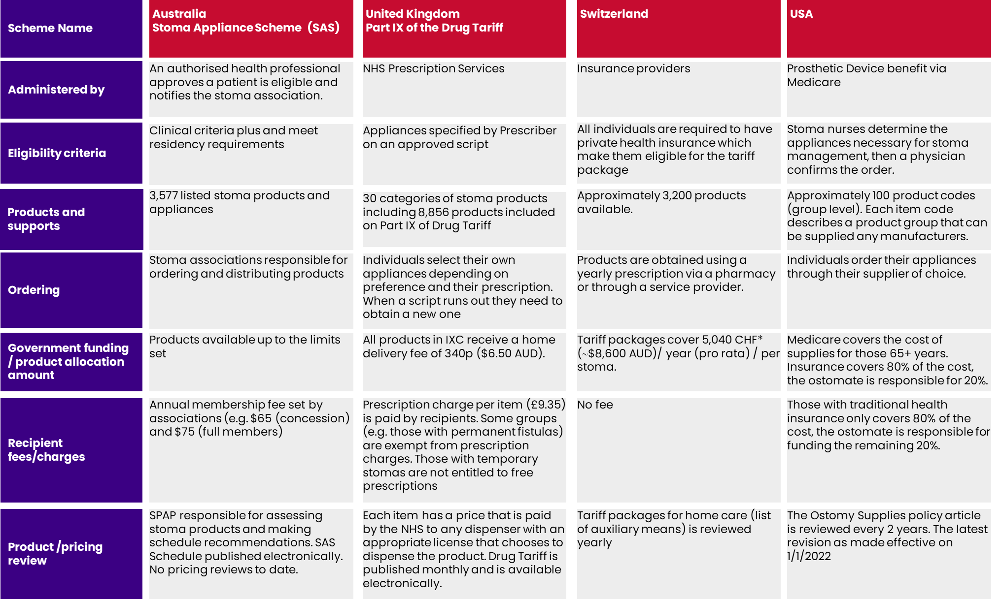 Scheme Name
Australia
Stoma Appliance Scheme (SAS)
United Kingdom
Part IX of the Drug Tariff
Switzerland
USA
Administered by
An authorised health professional
approves a patient is eligible and
notifies the stoma association.
NHS Prescription Services
Insurance providers
Prosthetic Device benefit via
Medicare
Eligibility criteria
Clinical criteria plus and meet
residency requirements
Appliances specified by Prescriber
on an approved script
All individuals are required to have
private health insurance which
make them eligible for the tariff
package
Stoma nurses determine the
appliances necessary for stoma
management, then a physician
confirms the order.
Products and
supports
3,577 listed stoma products and
appliances
30 categories of stoma products
including 8,856 products included
on Part IX of Drug Tariff
Approximately 3,200 products
available.
Approximately 100 product codes
(group level). Each item code
describes a product group that can
be supplied any manufacturers.
Ordering
Stoma associations responsible for
ordering and distributing products
Individuals select their own
appliances depending on
preference and their prescription.
When a script runs out they need to
obtain a new one
Products are obtained using a
yearly prescription via a pharmacy
or through a service provider.
Individuals order their appliances
through their supplier of choice.
Government funding
/ product allocation
amount
Products available up to the limits
set
All products in IXC receive a home
delivery fee of 340p ($6.50 AUD).
Tariff packages cover 5,040 CHF*
(~$8,600 AUD)/ year (pro rata) / per
stoma.
Medicare covers the cost of
supplies for those 65+ years.
Insurance covers 80% of the cost,
the ostomate is responsible for 20%.
Recipient
fees/charges
Annual membership fee set by
associations (e.g. $65 (concession)
and $75 (full members)
Prescription charge per item (£9.35)
is paid by recipients. Some groups
(e.g. those with permanent fistulas)
are exempt from prescription
charges. Those with temporary
stomas are not entitled to free
prescriptions
No fee
Those with traditional health
insurance only covers 80% of the
cost, the ostomate is responsible for
funding the remaining 20%.
Product /pricing
review
SPAP responsible for assessing
stoma products and making
schedule recommendations. SAS
Schedule published electronically.
No pricing reviews to date.
Each item has a price that is paid
by the NHS to any dispenser with an
appropriate license that chooses to
dispense the product. Drug Tariff is
published monthly and is available
electronically.
Tariff packages for home care (list
of auxiliary means) is reviewed
yearly
The Ostomy Supplies policy article
is reviewed every 2 years. The latest
revision as made effective on
1/1/2022